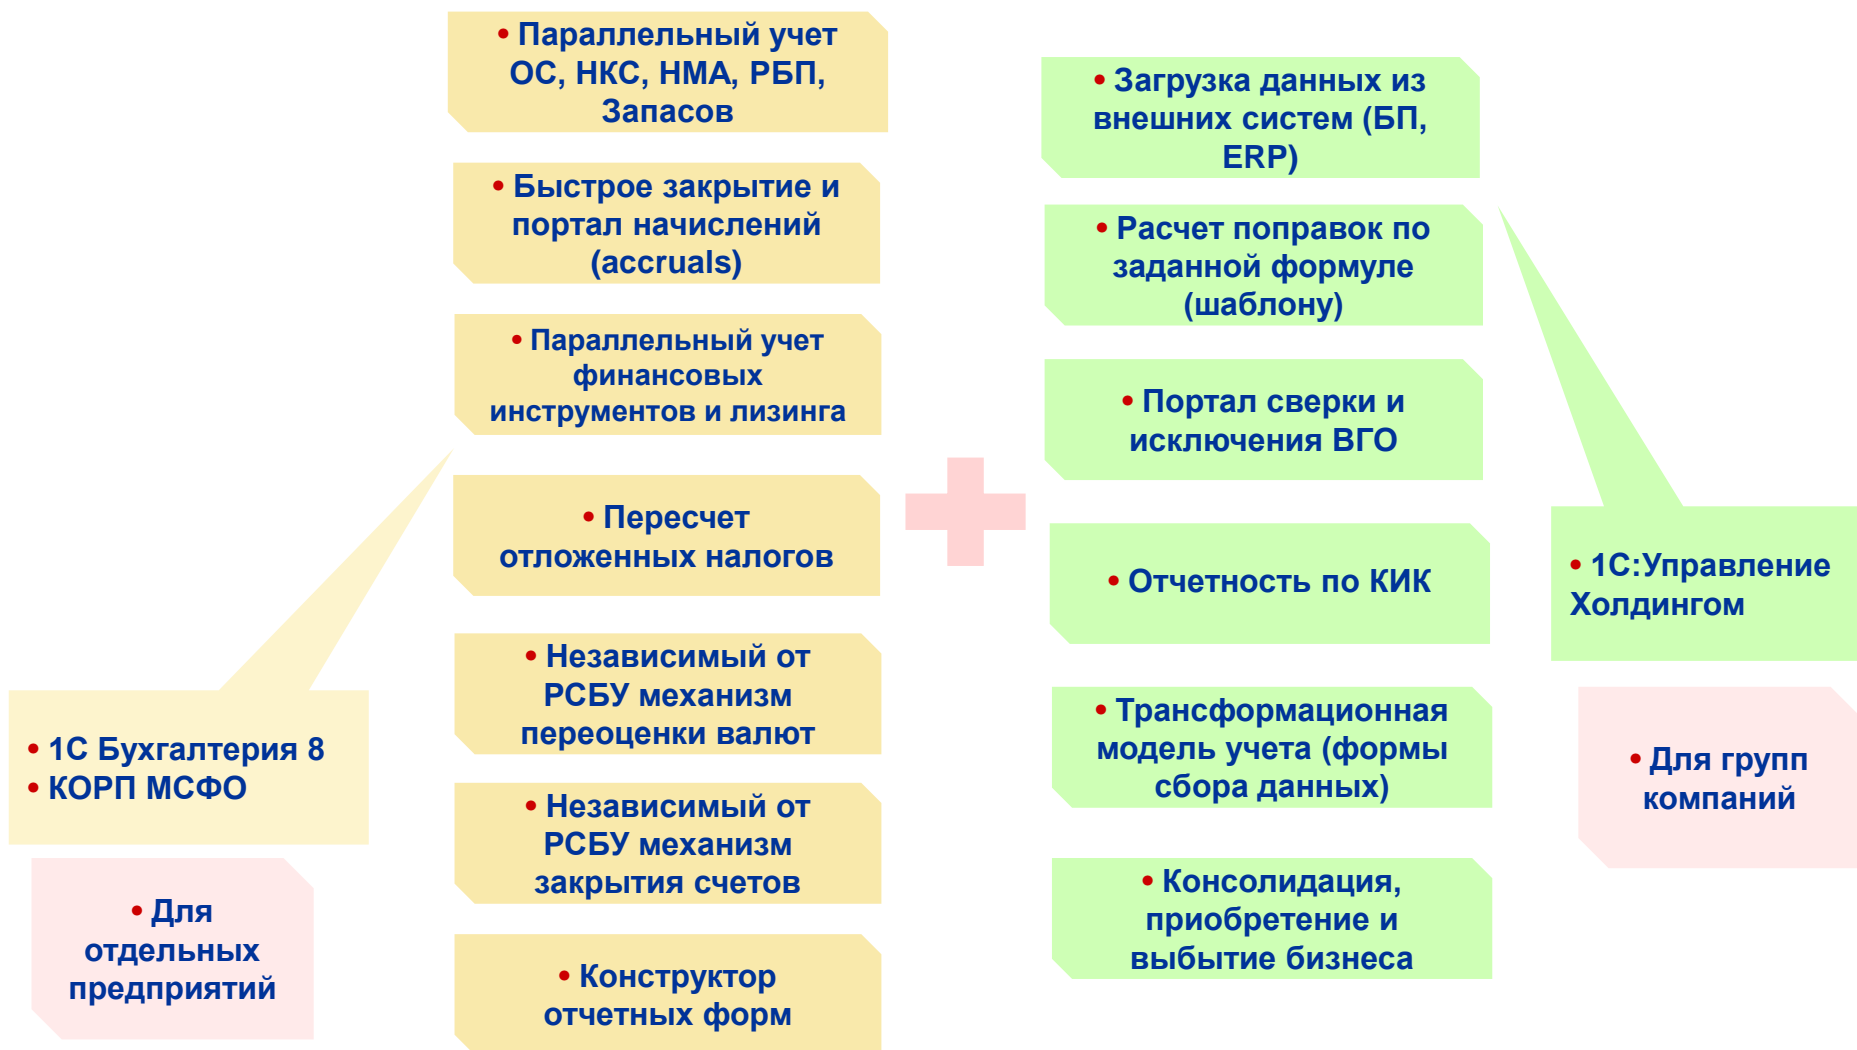 • Параллельный учет
ОС, НКС, НМА, РБП,
Запасов
• Быстрое закрытие и
портал начислений
(accruals)
• Параллельный учет
финансовых
инструментов и лизинга
• Пересчет
отложенных налогов
• Независимый от
РСБУ механизм
переоценки валют
• Независимый от
РСБУ механизм
закрытия счетов
• Конструктор
отчетных форм
• 1С Бухгалтерия 8
• КОРП МСФО
• Для
отдельных
предприятий
• Загрузка данных из
внешних систем (БП,
ERP)
• Расчет поправок по
заданной формуле
(шаблону)
• Портал сверки и
исключения ВГО
• Отчетность по КИК
• Трансформационная
модель учета (формы
сбора данных)
• Консолидация,
приобретение и
выбытие бизнеса
• 1С:Управление
Холдингом
• Для групп
компаний